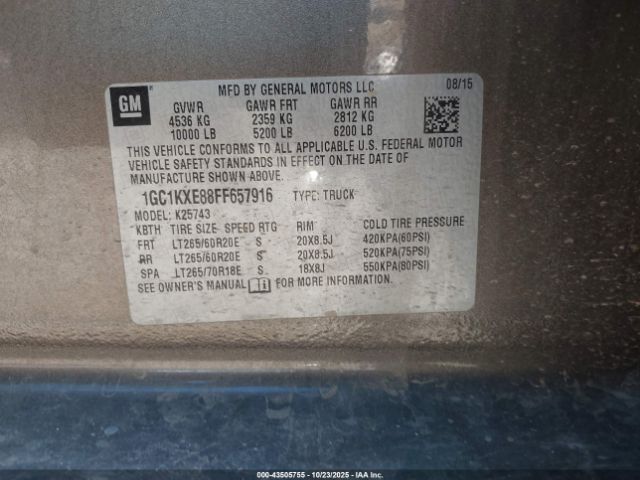 MFD BY GENERAL MOTORS LLC 08/15
GM
GVWR GAWR FRT GAWR RR
4536 KG 2359 KG 2812 KG
10000 LB 5200 LB 6200 LB
THIS VEHICLE CONFORMS TO ALL APPLICABLE U.S. FEDERAL MOTOR
VEHICLE SAFETY STANDARDS IN EFFECT ON THE DATE OF
MANUFACTURE SHOWN ABOVE.
1GC1KXE88FF657916 TYPE: TRUCK
MODEL: K25743
KBTH TIRE SIZE SPEED RTG RIM COLD TIRE PRESSURE
FRT LT265/60R20E S 20X8.5J 420KPA(60PSI)
RR LT265/60R20E S 20X8.5J 520KPA(75PSI)
SPA LT265/70R18E S 18X8J 550KPA(80PSI)
SEE OWNER'S MANUAL FOR MORE INFORMATION.
000-43505755 - 10/23/2025 - IAAI.COM